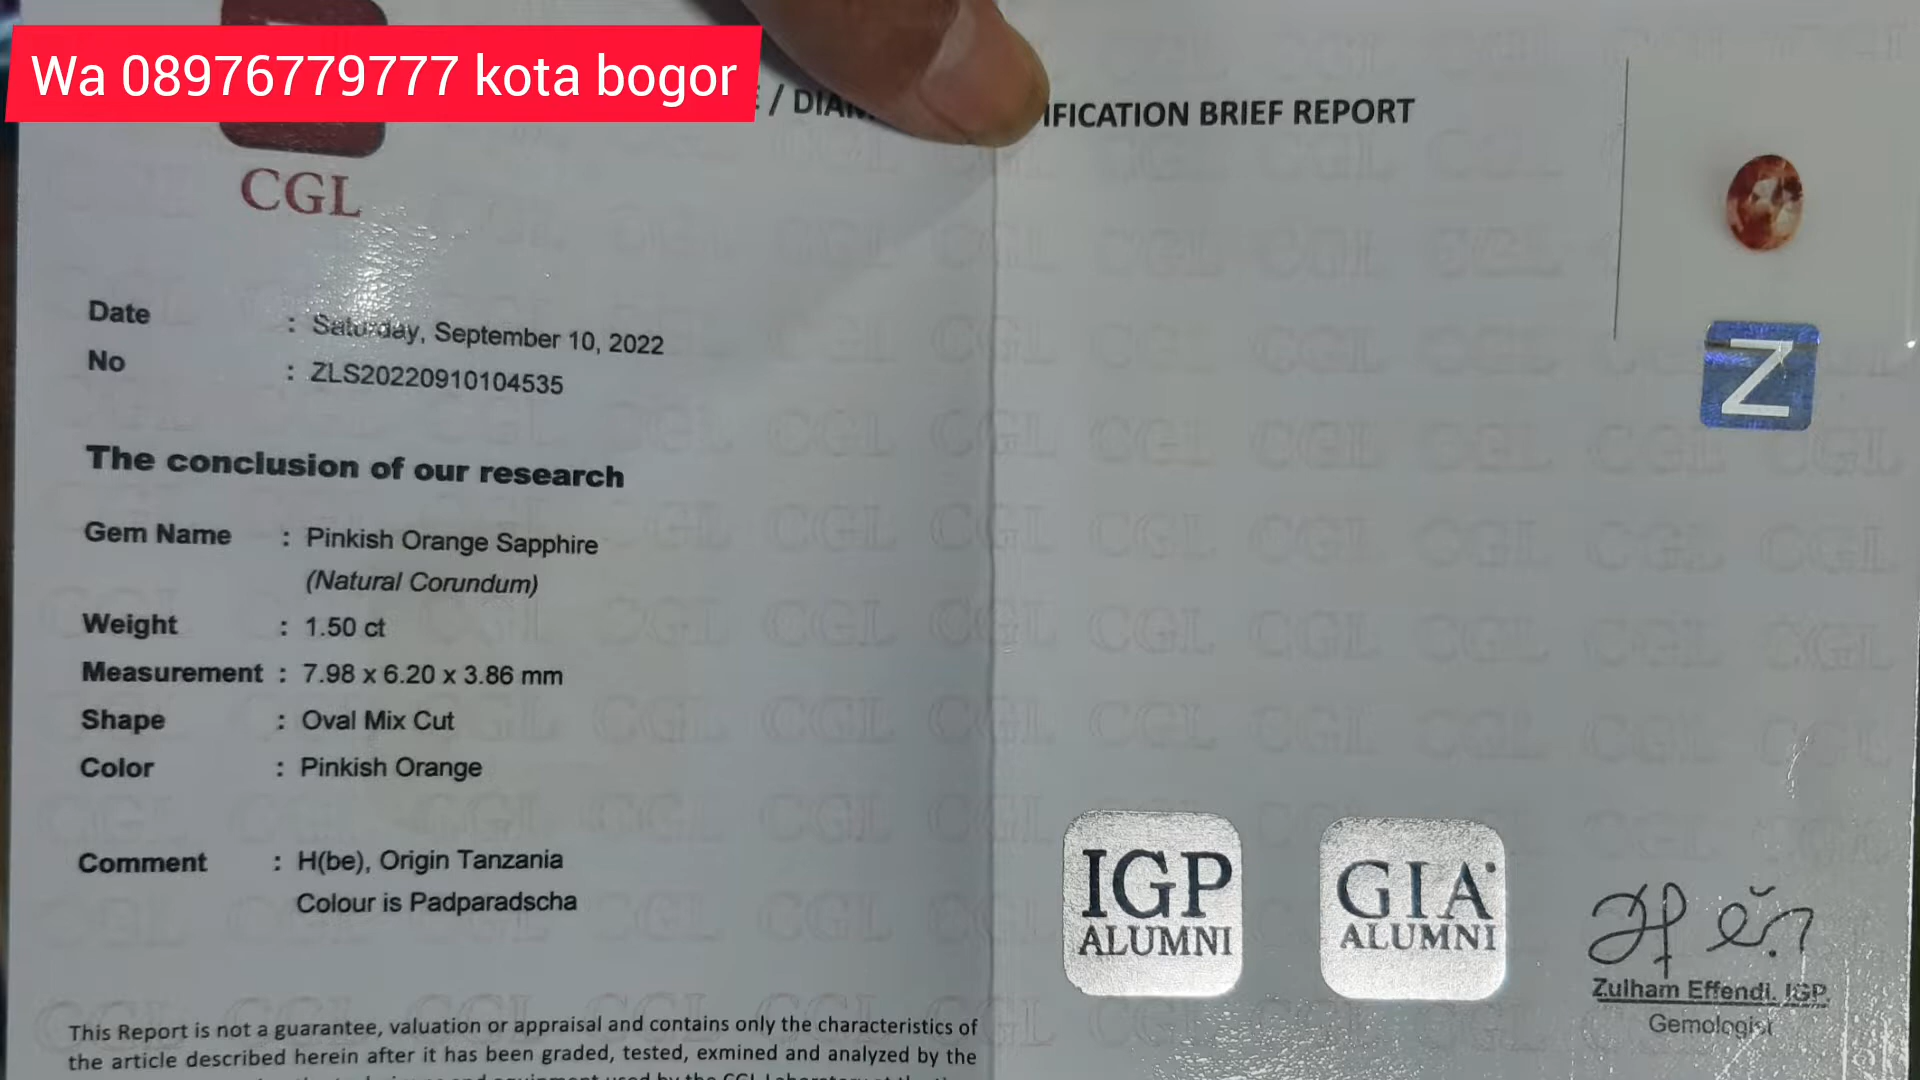 Wa 08976779777 kota bogor
/ DIA
IFICATION BRIEF REPORT
CGL
Date : Saturday, September 10, 2022
No : ZLS20220910104535
The conclusion of our research
Gem Name : Pinkish Orange Sapphire
(Natural Corundum)
Weight : 1.50 ct
Measurement : 7.98 x 6.20 x 3.86 mm
Shape : Oval Mix Cut
Color : Pinkish Orange
Comment : H(be), Origin Tanzania
Colour is Padparadscha
This Report is not a guarantee, valuation or appraisal and contains only the characteristics of
the article described herein after it has been graded, tested, exmined and analyzed by the
Z
IGP
ALUMNI
GIA
ALUMNI
Zulham Effendi. IGP
Gemologist